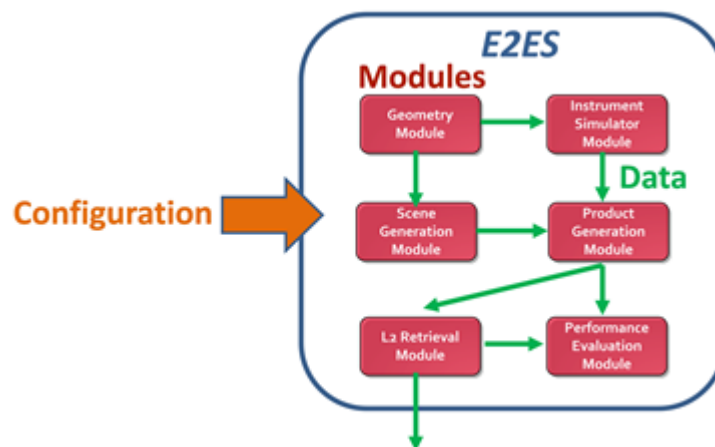 E2ES
Modules
Geometry
Module
Instrument
Simulator
Module
Data
Configuration
Scene
Generation
Module
Product
Generation
Module
L2 Retrieval
Module
Performance
Evaluation
Module